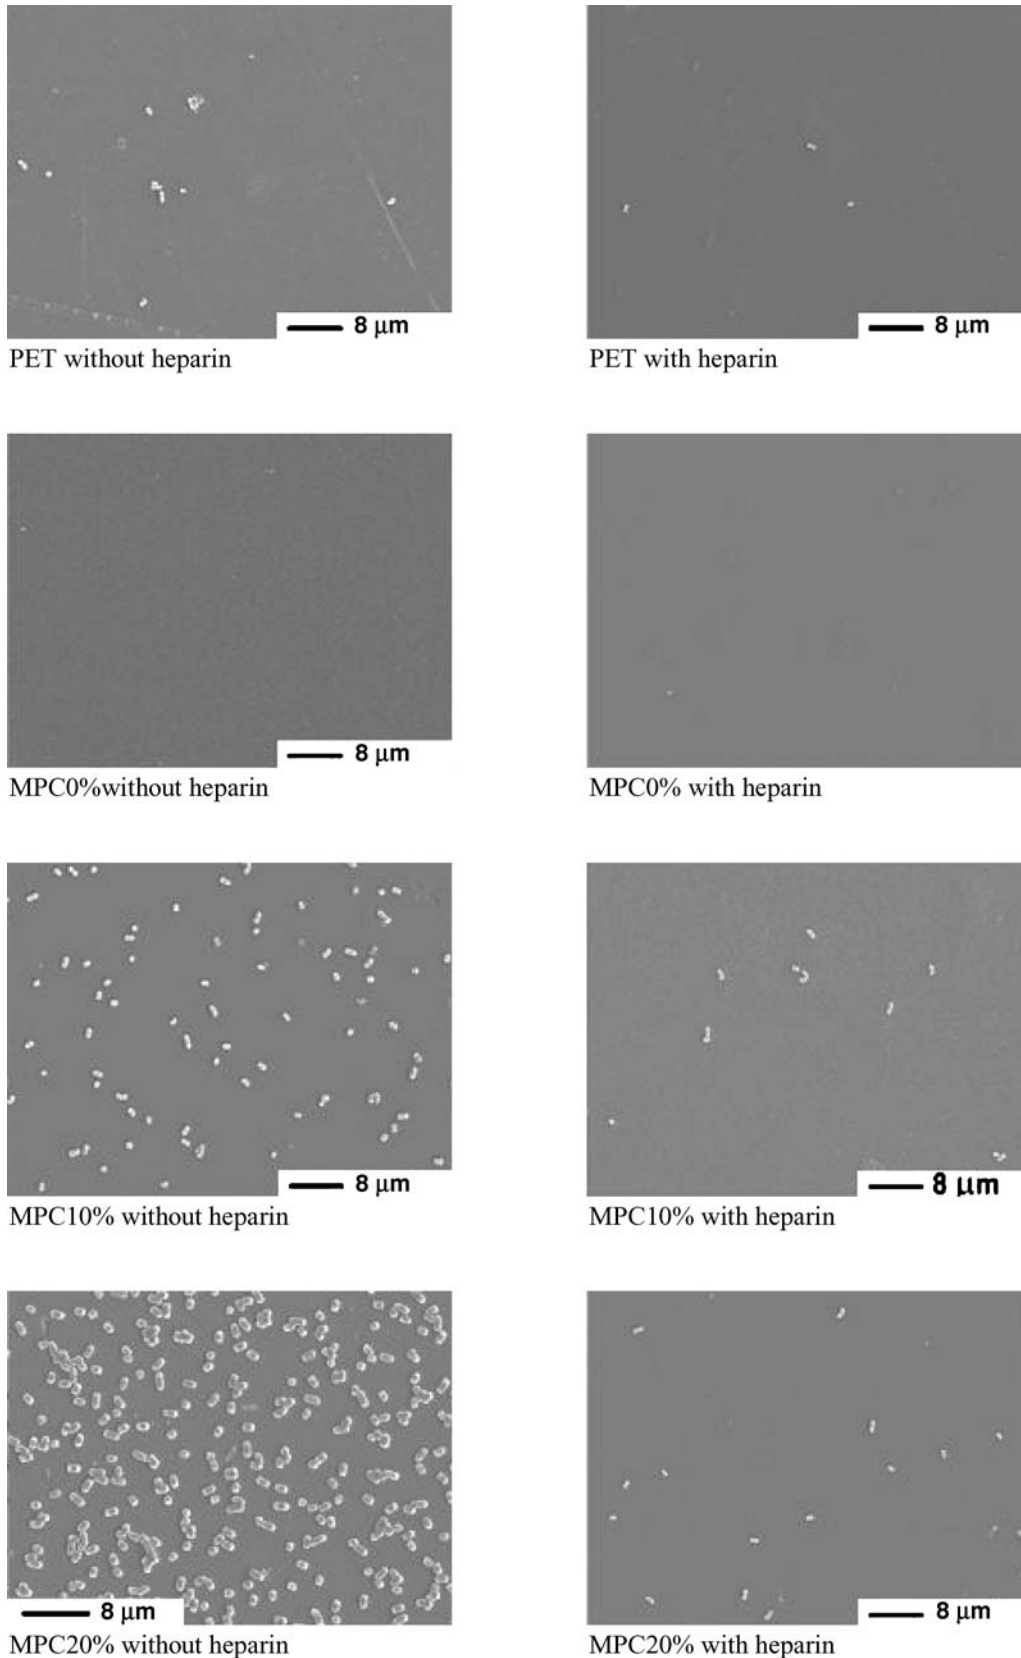 8 μm
8 μm
PET without heparin
PET with heparin
8 μm
MPC0%without heparin
MPC0% with heparin
8 μm
8 μm
MPC10% without heparin
MPC10% with heparin
8 μm
8 μm
MPC20% without heparin
MPC20% with heparin